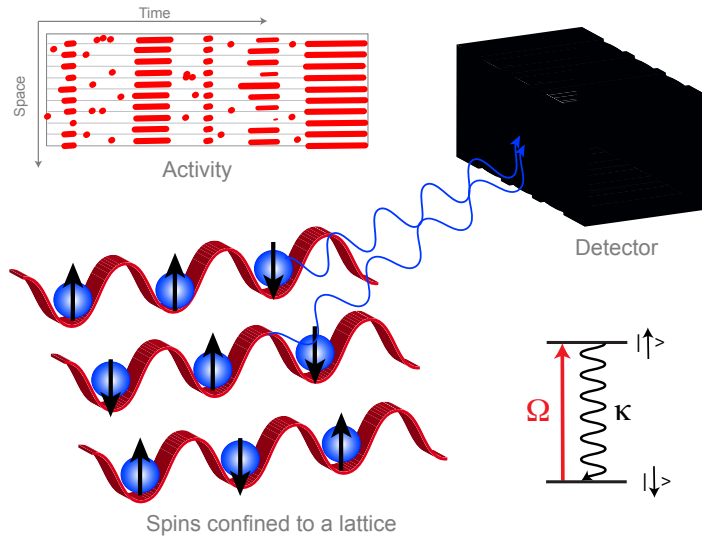 Time
Space
Activity
Detector
|↑>
Ω
κ
|↓>
Spins confined to a lattice